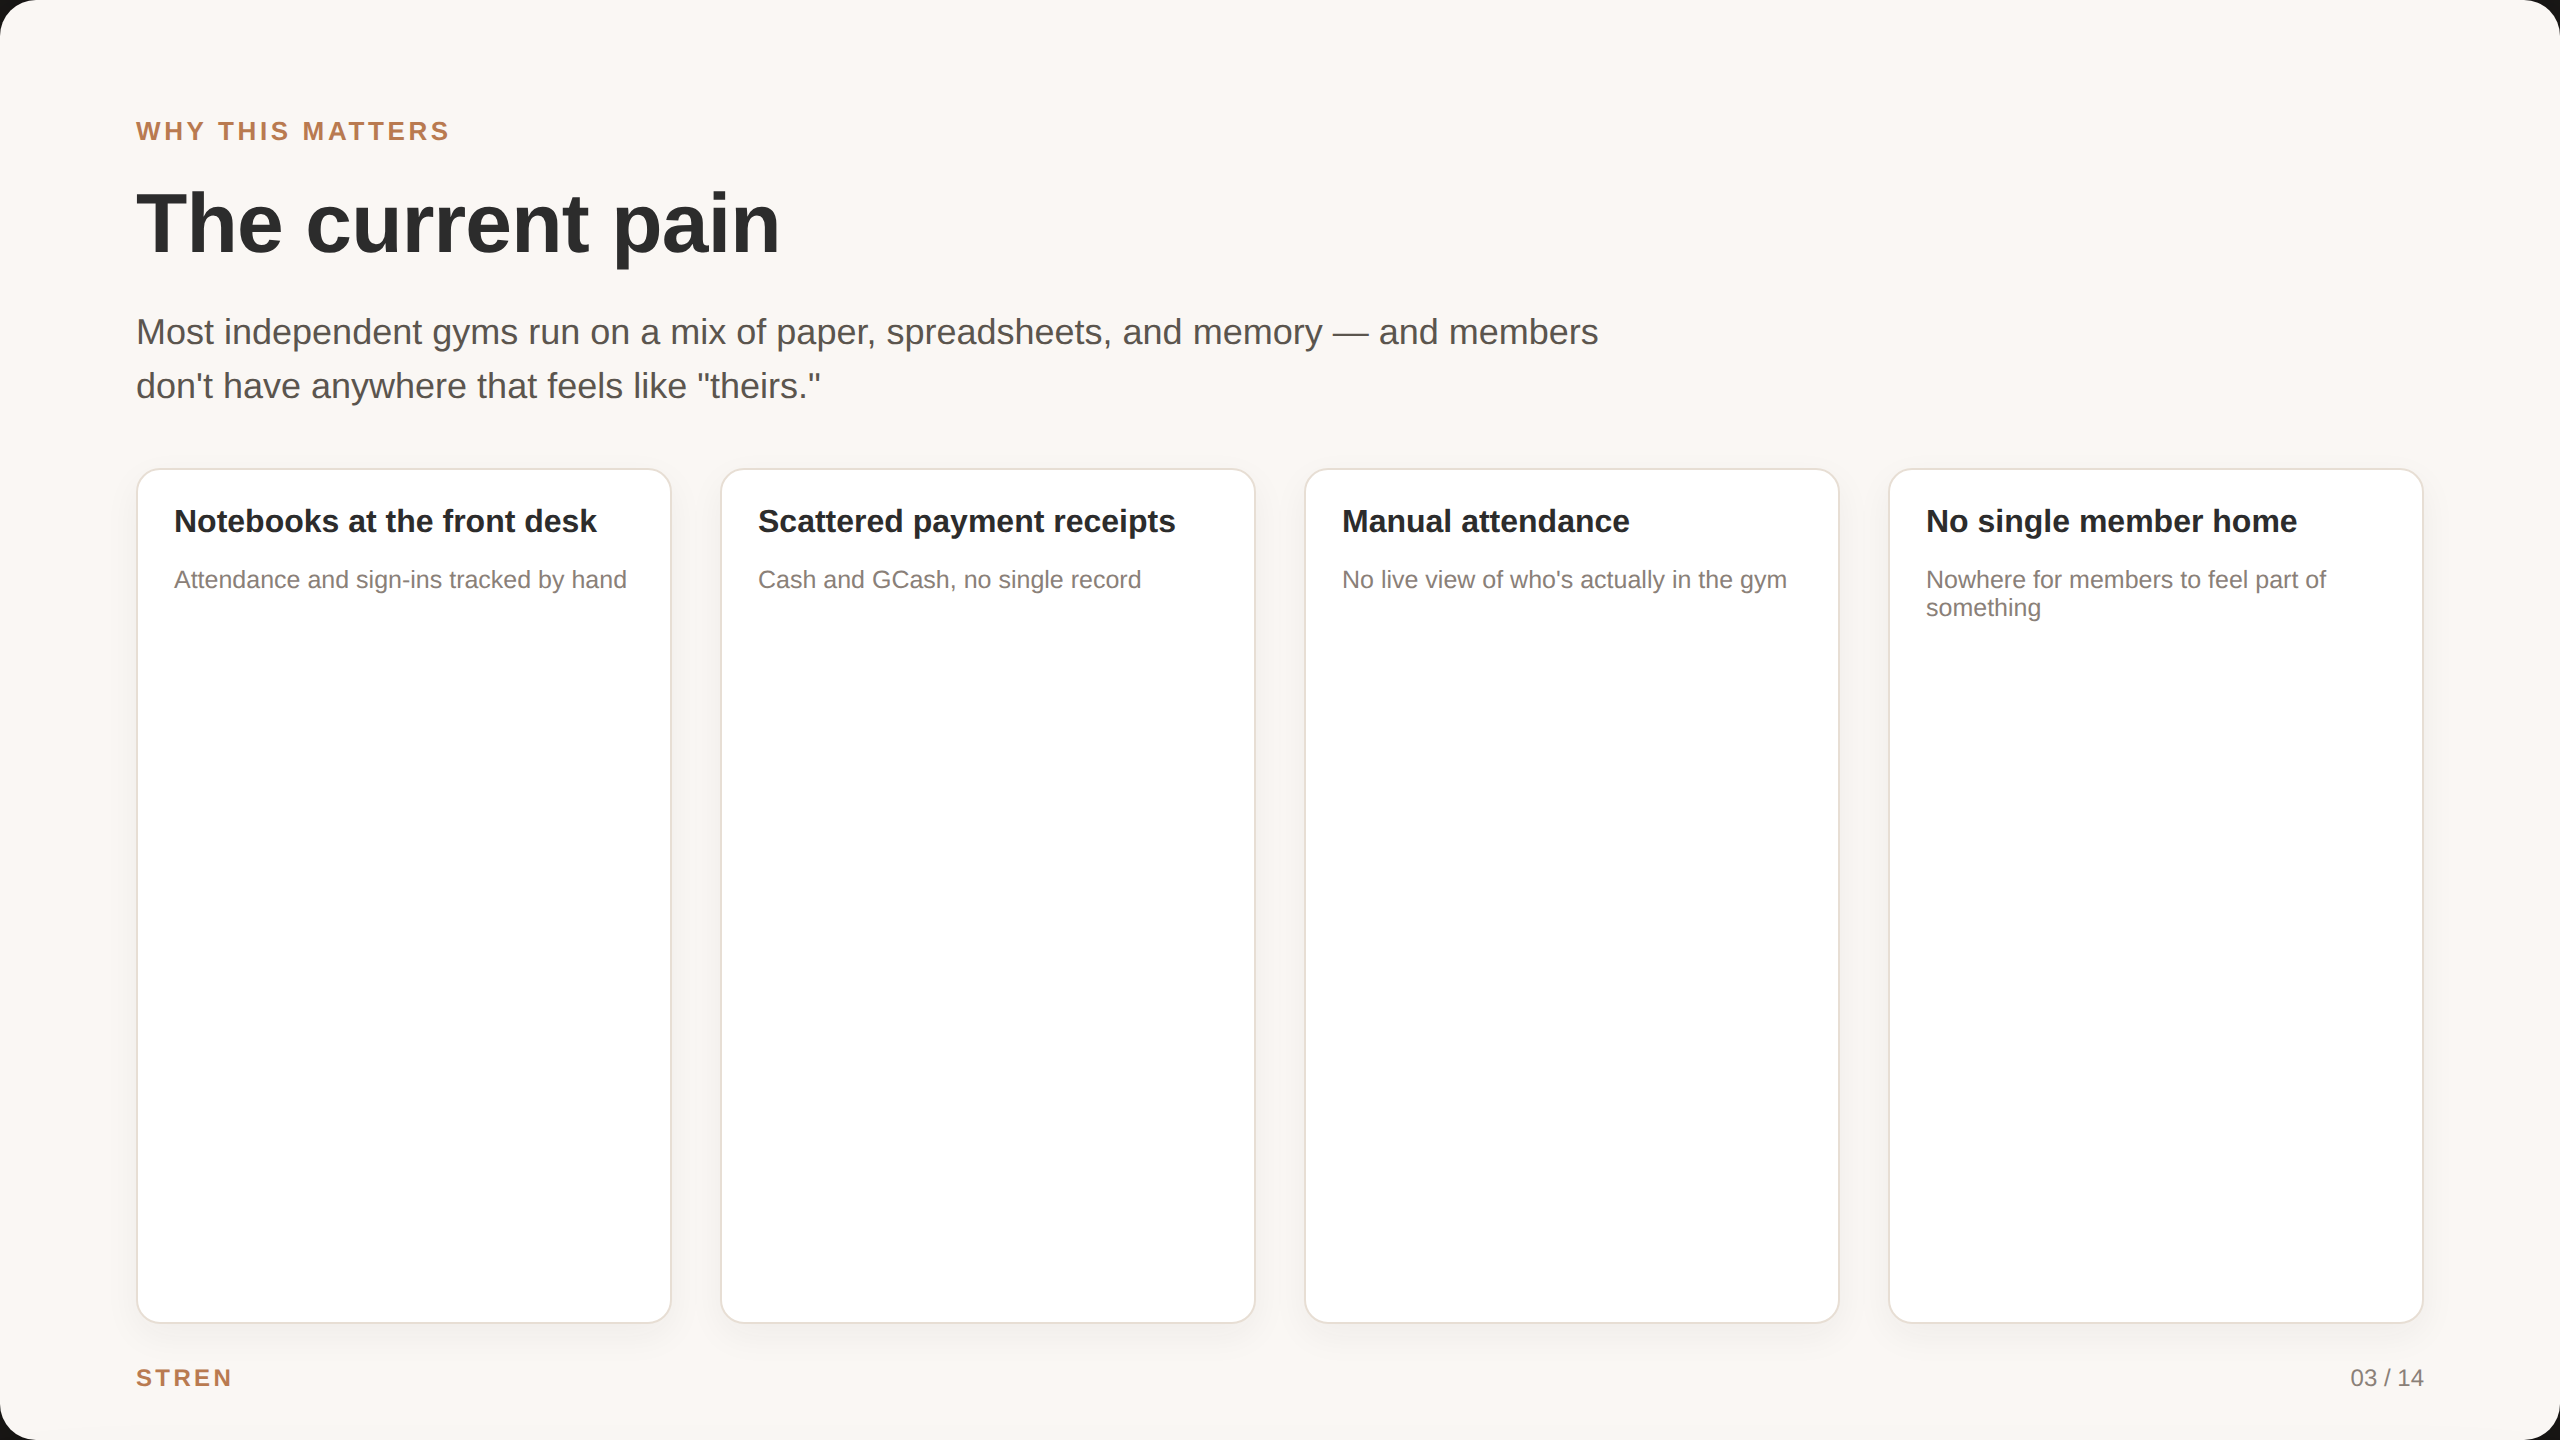 WHY THIS MATTERS
The current pain
Most independent gyms run on a mix of paper, spreadsheets, and memory — and members
don't have anywhere that feels like "theirs."
Notebooks at the front desk
Attendance and sign-ins tracked by hand
Scattered payment receipts
Cash and GCash, no single record
Manual attendance
No live view of who's actually in the gym
No single member home
Nowhere for members to feel part of
something
STREN
03 / 14